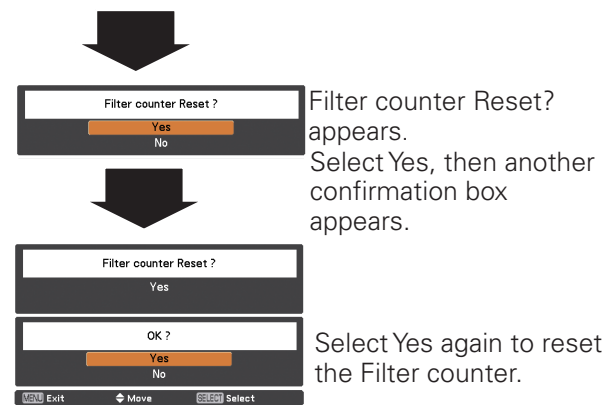 Filter counter Reset ?
Yes
No
Filter counter Reset?
appears.
Select Yes, then another
confirmation box
appears.
Filter counter Reset ?
Yes
OK ?
Yes
No
MENU Exit Move SELECT Select
Select Yes again to reset
the Filter counter.